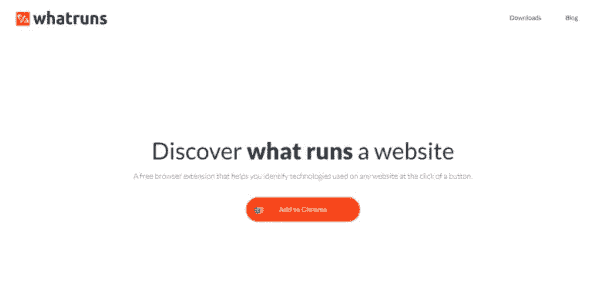 whatruns
Downloads Blog
Discover what runs a website
A free browser extension that helps you identify technologies used on any website at the click of a button.
Add to Chrome